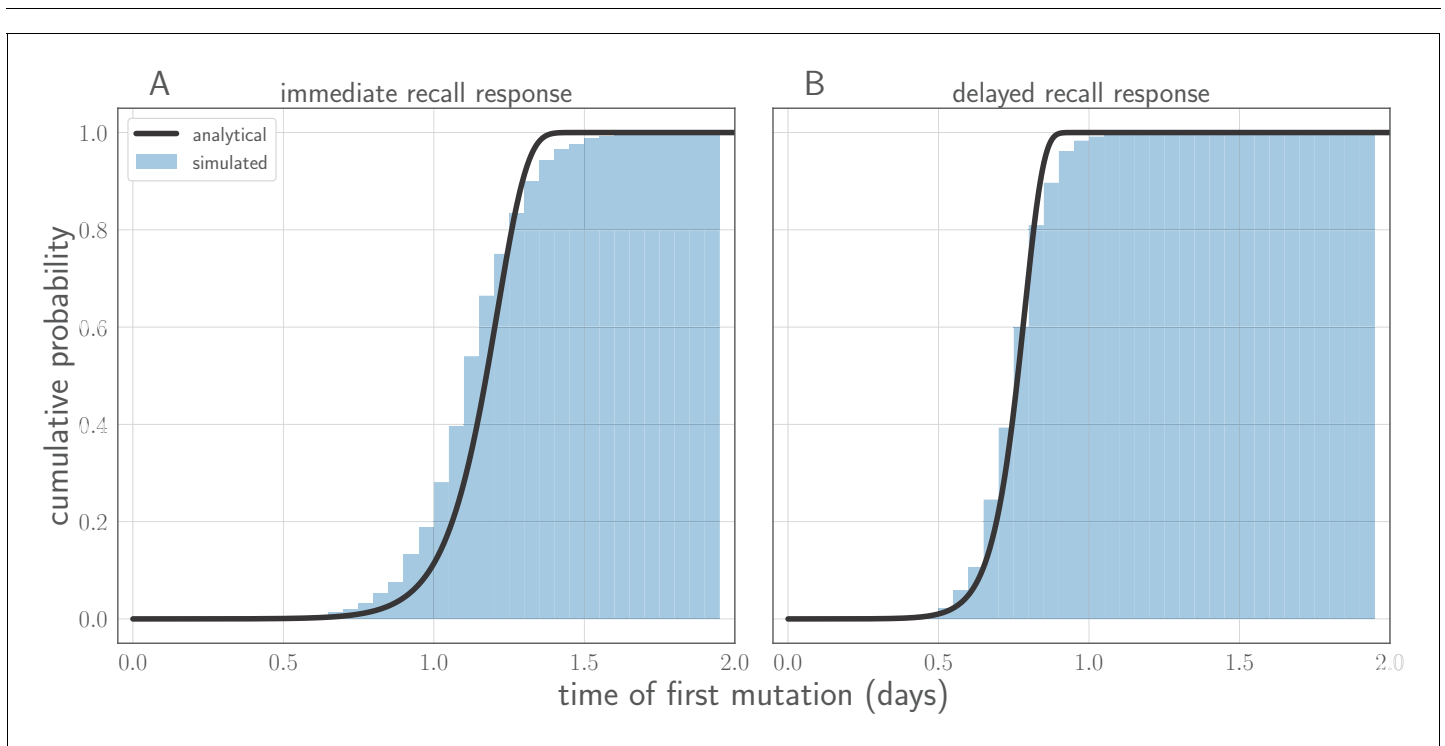 A
immediate recall response
B
delayed recall response
analytical
simulated
cumulative probability
1.0
0.8
0.6
0.4
0.2
0.0
0.0 0.5 1.0 1.5 2.0
0.0 0.5 1.0 1.5 2.0
time of first mutation (days)